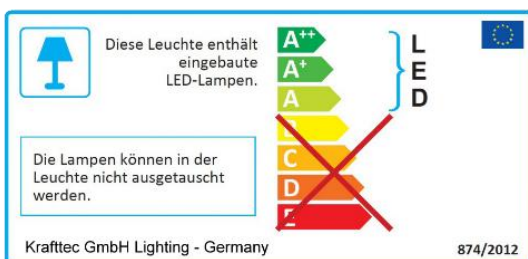 Diese Leuchte enthält
eingebaute
LED-Lampen.
A++
A+
A
B
C
D
E
L
E
D
Die Lampen können in der
Leuchte nicht ausgetauscht
werden.
Krafttec GmbH Lighting - Germany
874/2012